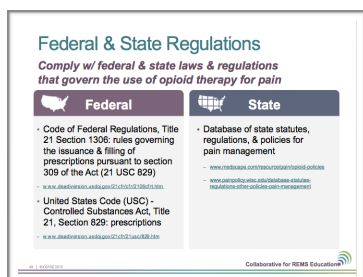 Federal & State Regulations
Comply w/ federal & state laws & regulations
that govern the use of opioid therapy for pain
Federal
• Code of Federal Regulations, Title
21 Section 1306: rules governing
the issuance & filling of
prescriptions pursuant to section
309 of the Act (21 USC 829)
– www.deadiversion.usdoj.gov/21cfr/cfr/2106cfrt.htm
• United States Code (USC) -
Controlled Substances Act, Title
21, Section 829: prescriptions
– www.deadiversion.usdoj.gov/21cfr/21usc/829.htm
State
• Database of state statutes,
regulations, & policies for
pain management
– www.medscape.com/resource/pain/opioid-policies
– www.painpolicy.wisc.edu/database-statutes-
regulations-other-policies-pain-management
Collaborative for REMS Education